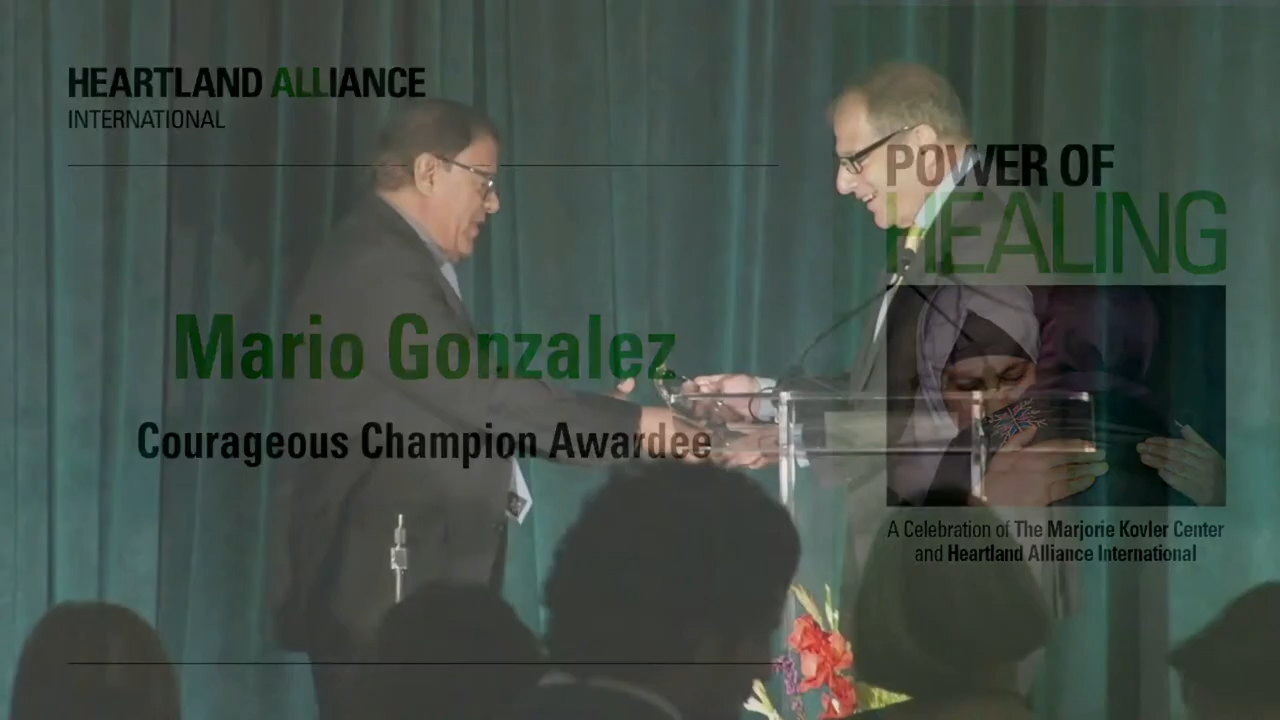 HEARTLAND ALLIANCE
INTERNATIONAL
POWER OF
HEALING
Mario Gonzalez
Courageous Champion Awardee
A Celebration of The Marjorie Kovler Center
and Heartland Alliance International